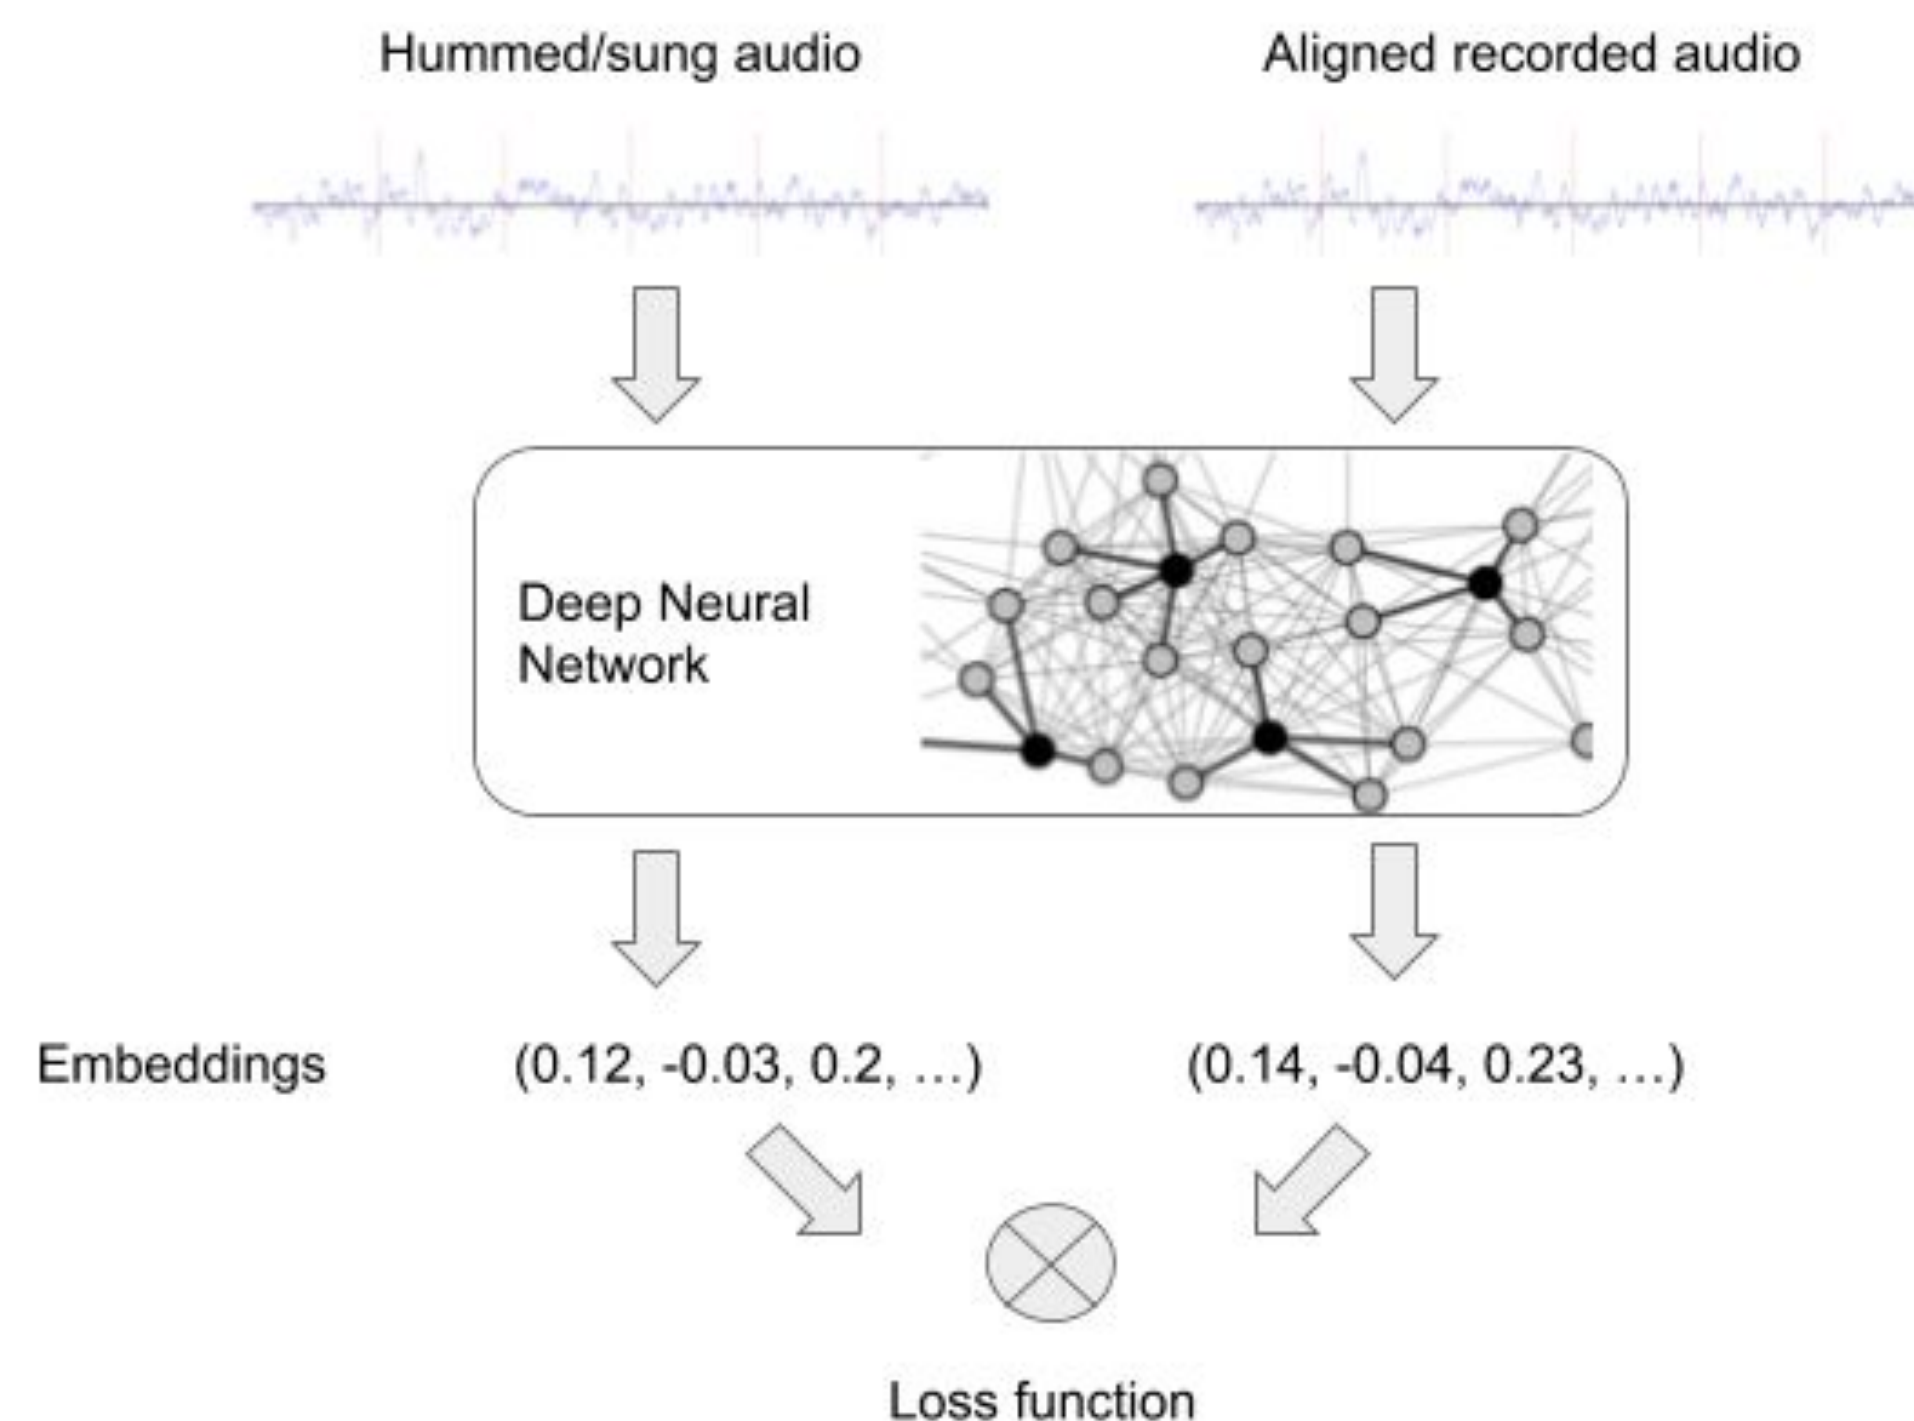 Hummed/sung audio
Aligned recorded audio
Deep Neural
Network
Embeddings
(0.12, -0.03, 0.2, …)
(0.14, -0.04, 0.23, …)
Loss function